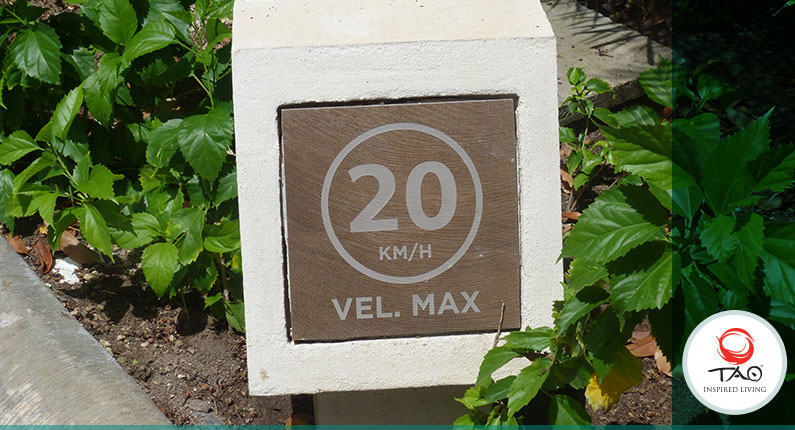 20
KM/H
VEL. MAX
TAO®
INSPIRED LIVING